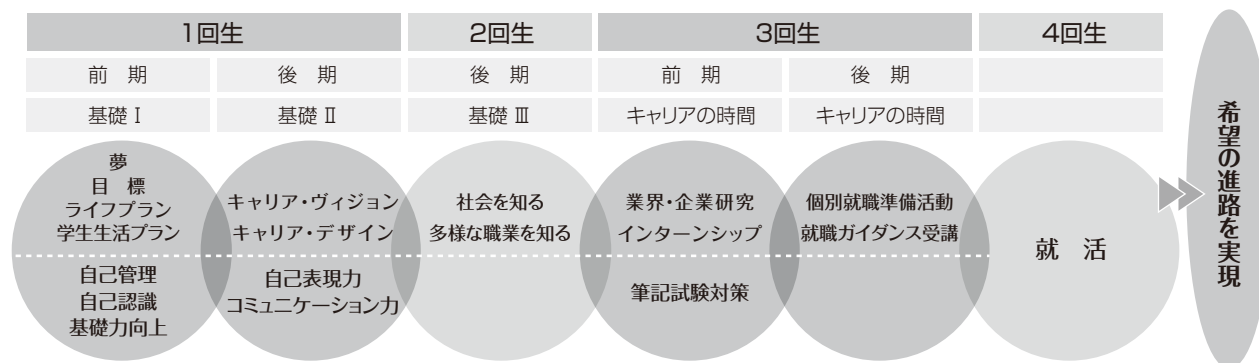 1回生
2回生
3回生
4回生
前　期
後　期
後　期
前　期
後　期
基礎 Ⅰ
基礎 Ⅱ
基礎 Ⅲ
キャリアの時間
キャリアの時間
夢
目　標
ライフプラン
学生生活プラン
自己管理
自己認識
基礎力向上
キャリア・ヴィジョン
キャリア・デザイン
自己表現力
コミュニケーション力
社会を知る
多様な職業を知る
業界・企業研究
インターンシップ
筆記試験対策
個別就職準備活動
就職ガイダンス受講
就　活
希望の進路を実現